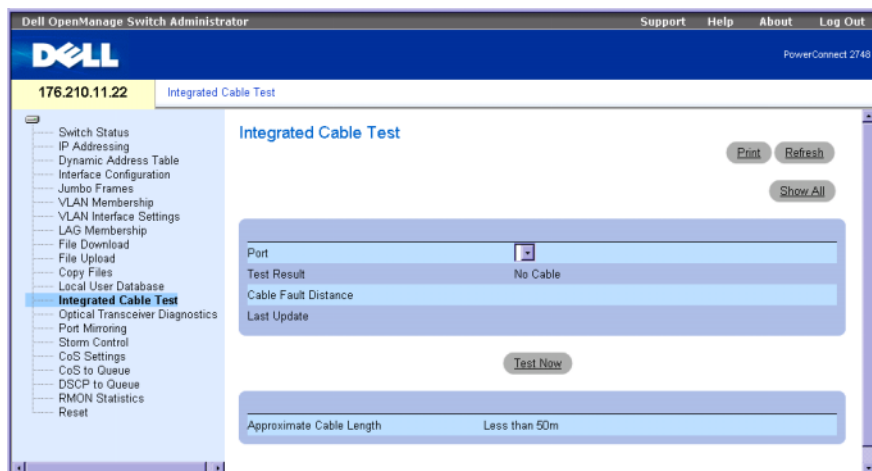 Dell OpenManage Switch Administrator Support Help About Log Out
DELL
PowerConnect 2748
176.210.11.22 Integrated Cable Test
Switch Status
IP Addressing
Dynamic Address Table
Interface Configuration
Jumbo Frames
VLAN Membership
VLAN Interface Settings
LAG Membership
File Download
File Upload
Copy Files
Local User Database
Integrated Cable Test
Optical Transceiver Diagnostics
Port Mirroring
Storm Control
CoS Settings
CoS to Queue
DSCP to Queue
RMON Statistics
Reset
Integrated Cable Test
Print Refresh
Show All
Port
Test Result No Cable
Cable Fault Distance
Last Update
Test Now
Approximate Cable Length Less than 50m